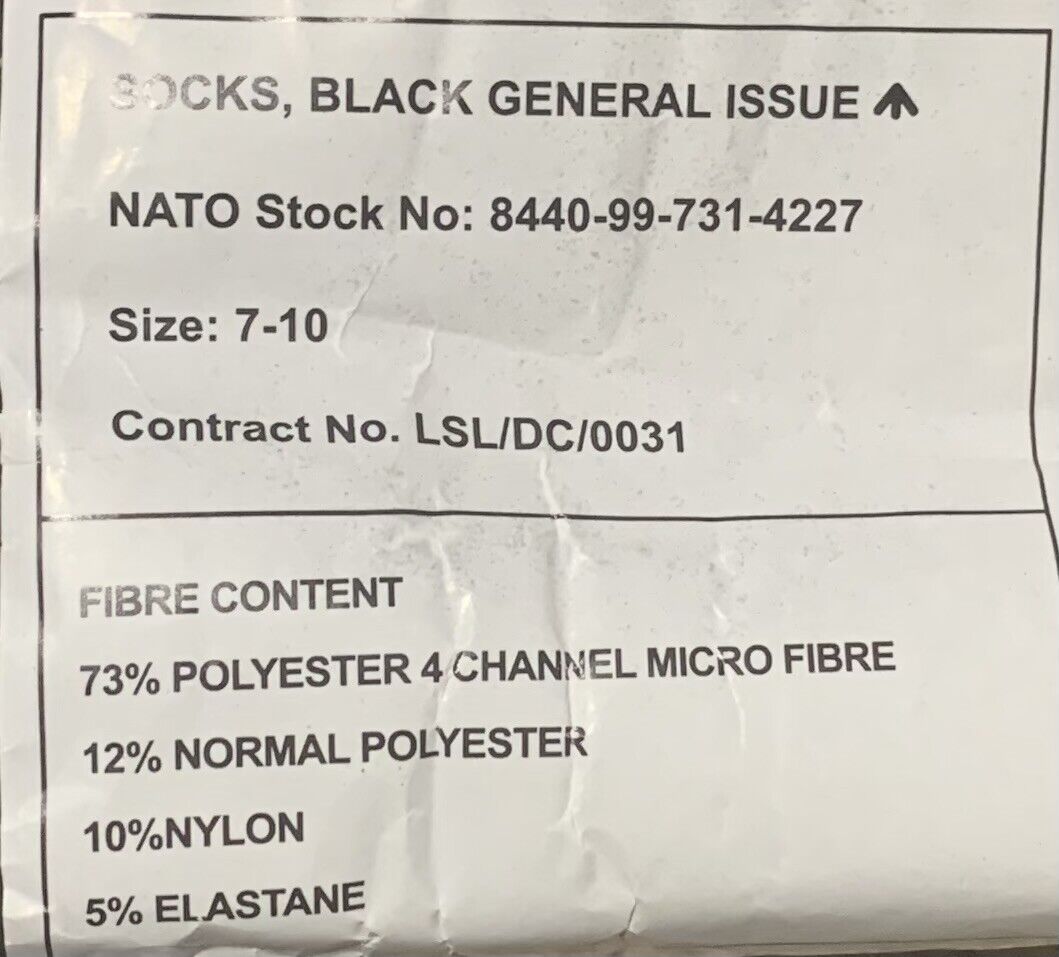 SOCKS, BLACK GENERAL ISSUE
NATO Stock No: 8440-99-731-4227
Size: 7-10
Contract No. LSL/DC/0031
FIBRE CONTENT
73% POLYESTER 4 CHANNEL MICRO FIBRE
12% NORMAL POLYESTER
10%NYLON
5% ELASTANE